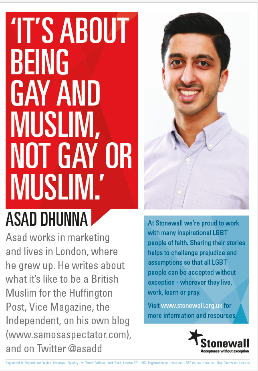 'IT'S ABOUT
BEING
GAY AND
MUSLIM,
NOT GAY OR
MUSLIM.'
ASAD DHUNNA
Asad works in marketing
and lives in London, where
he grew up. He writes about
what it's like to be a British
Muslim for the Huffington
Post, Vice Magazine, the
Independent, on his own blog
(www.samosaspectator.com),
and on Twitter @asadd
At Stonewall we're proud to work
with many inspirational LGBT
people of faith. Sharing their stories
helps to challenge prejudice and
assumptions so that all LGBT
people can be accepted without
exception - wherever they live,
work, learn or pray.
Visit www.stonewall.org.uk for
more information and resources.
Stonewall
Acceptance without exception